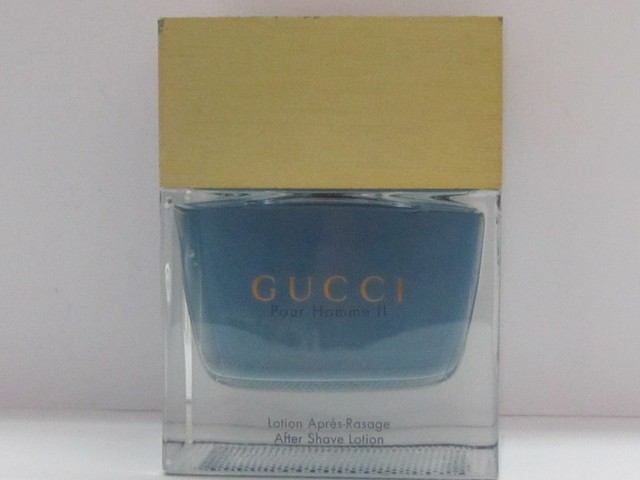 GUCCI
Pour Homme II
Lotion Après-Rasage
After Shave Lotion